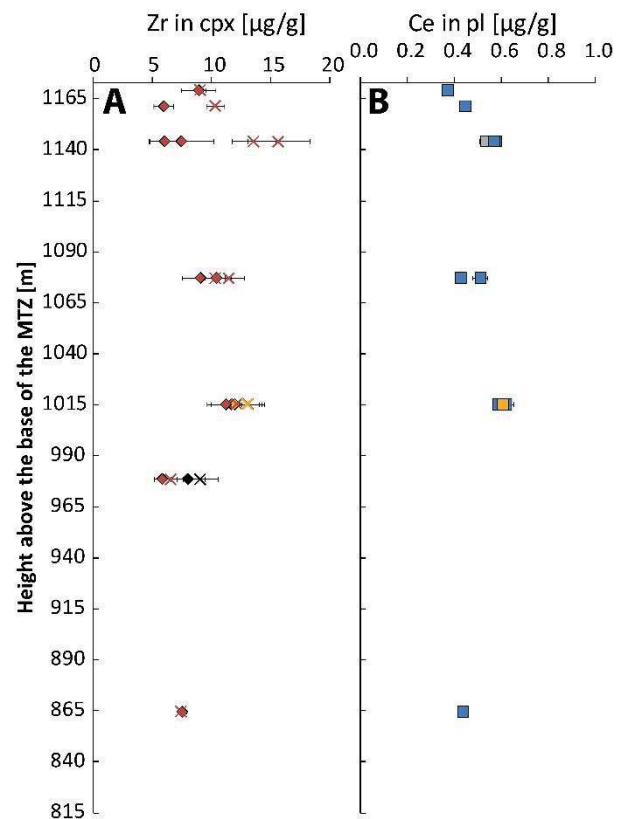 Zr in cpx [µg/g]
Ce in pl [µg/g]
0 5 10 15 20
0.0 0.2 0.4 0.6 0.8 1.0
A
B
1165
1140
1115
1090
1065
1040
1015
990
965
940
915
890
865
840
815
Height above the base of the MTZ [m]